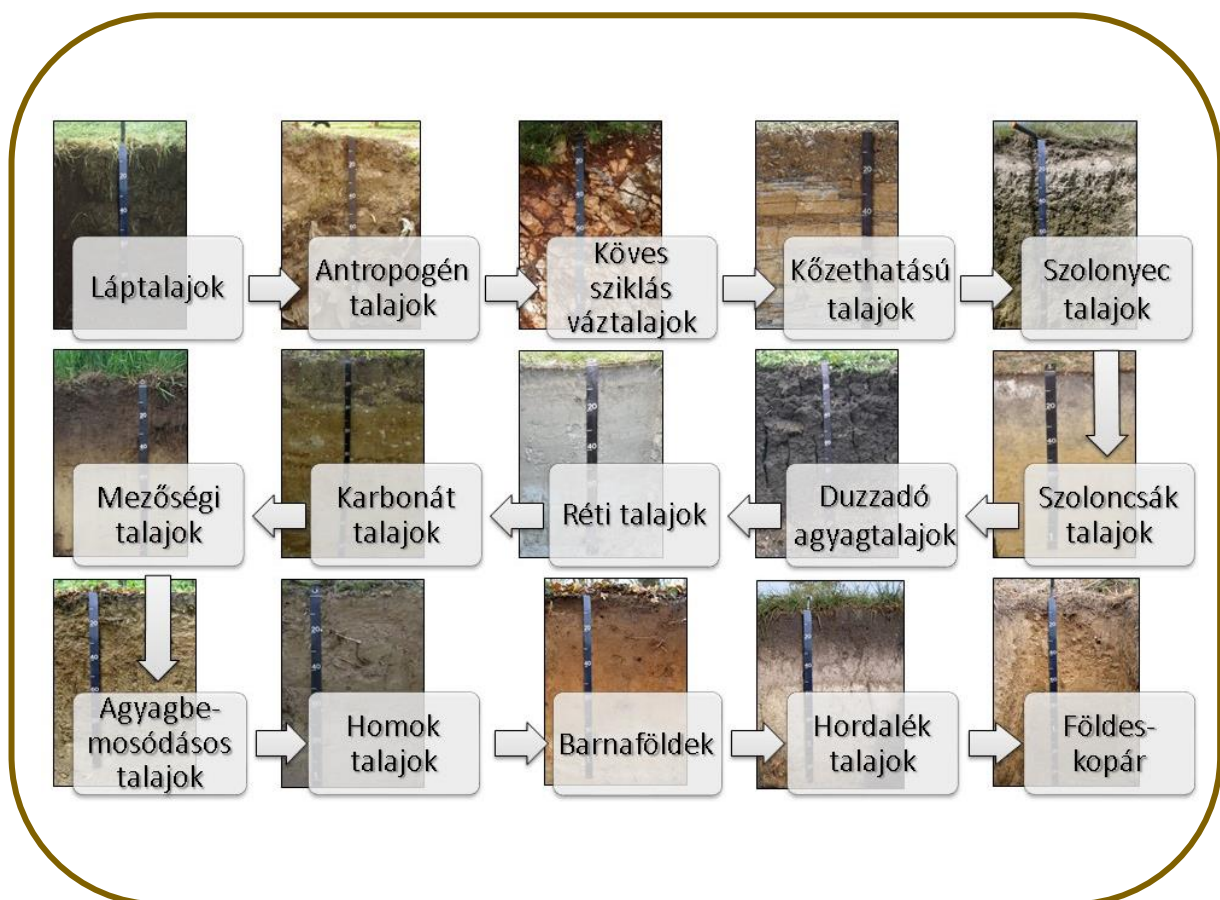 Láptalajok
Antropogén
talajok
Köves
sziklás
váztalajok
Kőzethatású
talajok
Szolonyec
talajok
Szoloncsák
talajok
Duzzadó
agyagtalajok
Réti talajok
Karbonát
talajok
Mezőségi
talajok
Agyagbe-
mosódásos
talajok
Homok
talajok
Barnaföldek
Hordalék
talajok
Földes-
kopár